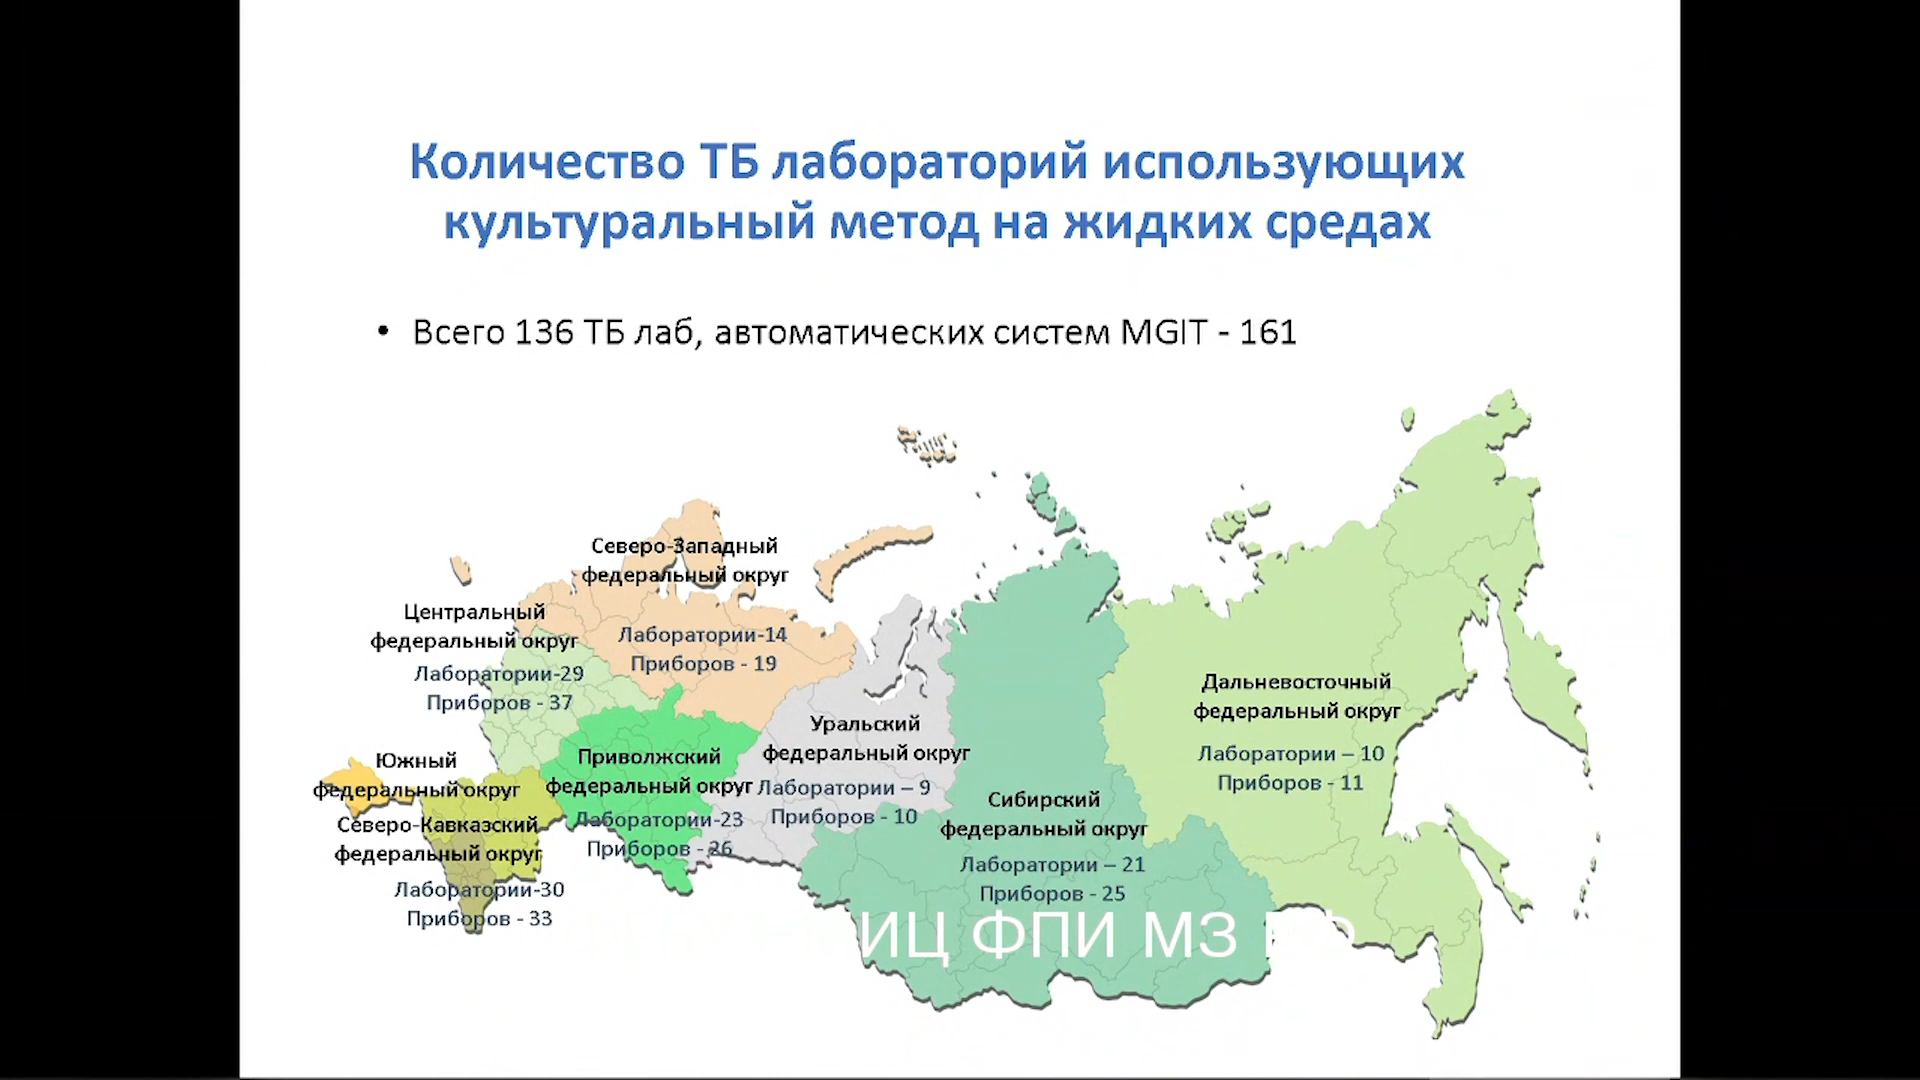 Количество ТБ лабораторий использующих
культуральный метод на жидких средах
• Всего 136 ТБ лаб, автоматических систем MGIT - 161
Северо-Западный
федеральный округ
Лаборатории-14
Приборов - 19
Центральный
федеральный округ
Лаборатории-29
Приборов - 37
Южный
федеральный округ
Северо-Кавказский
федеральный округ
Лаборатории-30
Приборов - 33
Приволжский
федеральный округ
Лаборатории-23
Приборов - 26
Уральский
федеральный округ
Лаборатории – 9
Приборов - 10
Сибирский
федеральный округ
Лаборатории – 21
Приборов - 25
Дальневосточный
федеральный округ
Лаборатории – 10
Приборов - 11
ФПИ МЗ